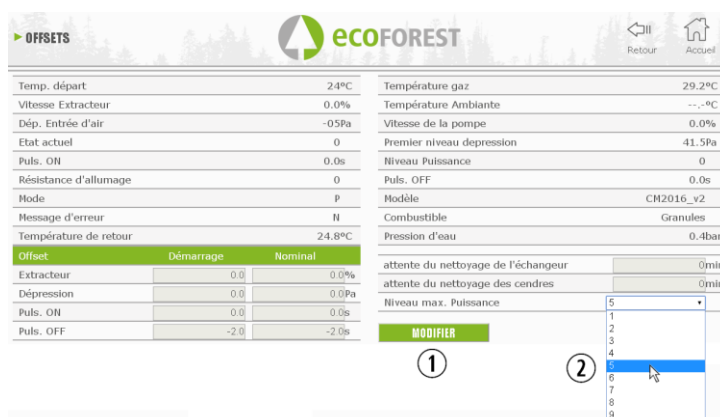 ► OFFSETS
ecoFOREST
Retour
Accueil
Temp. départ 24ºC
Vitesse Extracteur 0.0%
Dép. Entrée d'air -05Pa
Etat actuel 0
Puls. ON 0.0s
Résistance d'allumage 0
Mode P
Message d'erreur N
Température de retour 24.8ºC
Offset Démarrage Nominal
Extracteur 0.0 0.0%
Dépression 0.0 0.0Pa
Puls. ON 0.0 0.0s
Puls. OFF -2.0 -2.0s
Température gaz 29.2ºC
Température Ambiante --.-ºC
Vitesse de la pompe 0.0%
Premier niveau depression 41.5Pa
Niveau Puissance 0
Puls. OFF 0.0s
Modèle CM2016_v2
Combustible Granules
Pression d'eau 0.4bar
attente du nettoyage de l'échangeur 0min
attente du nettoyage des cendres 0min
Niveau max. Puissance 5
1
2
3
4
5
6
7
8
9
MODIFIER
1
2